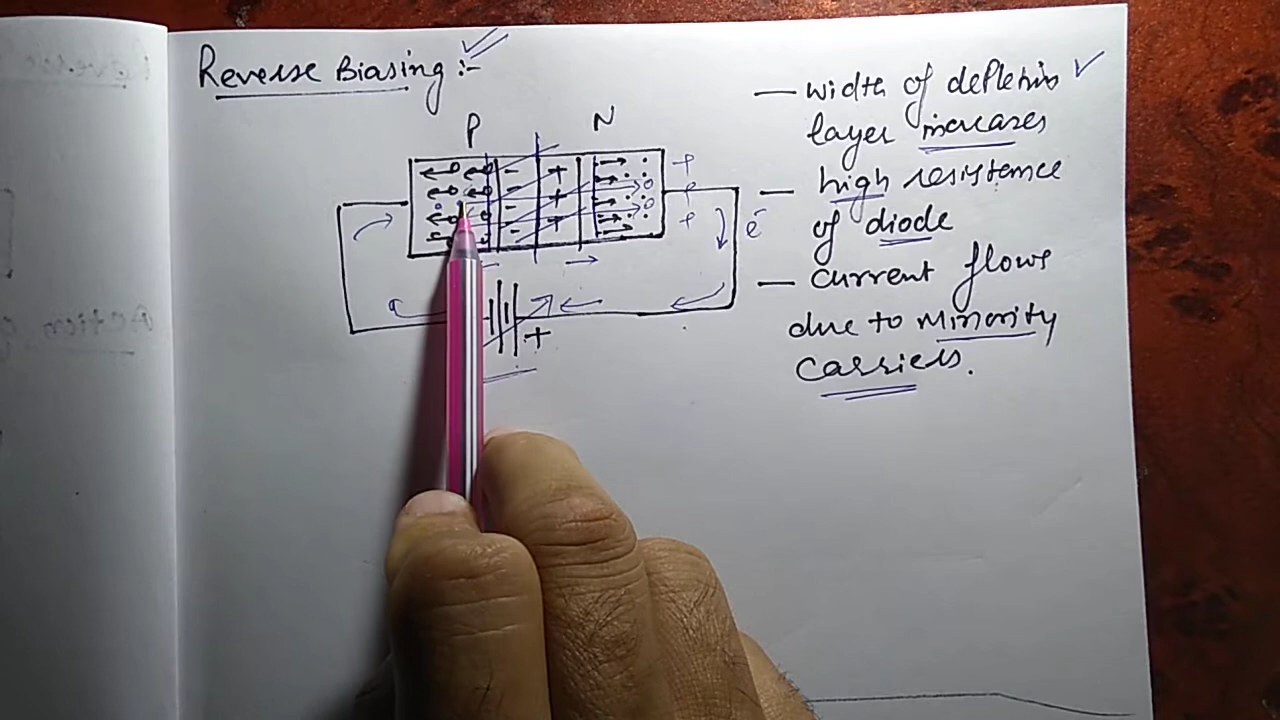 Reverse Biasing :-
P N
- - - -
+ + +
+
+
+
e⁻
+
— width of depletion
layer increases
— high resistance
of diode
— current flows
due to Minority
carriers.